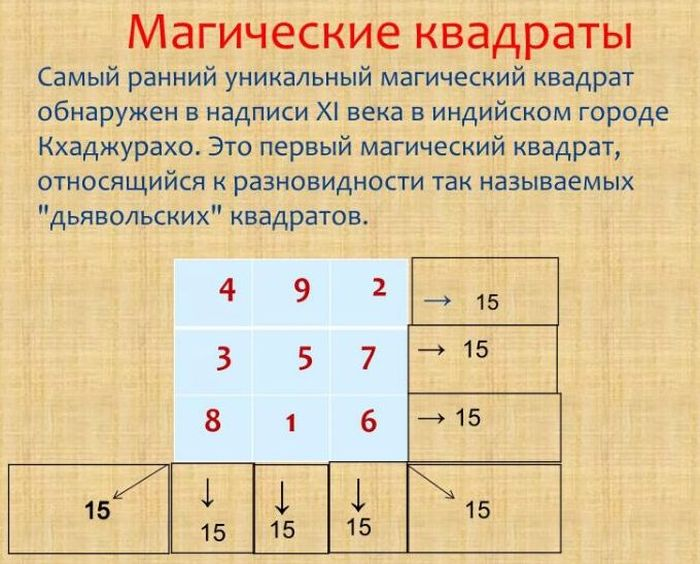 Магические квадраты
Самый ранний уникальный магический квадрат
обнаружен в надписи XI века в индийском городе
Кхаджурахо. Это первый магический квадрат,
относящийся к разновидности так называемых
"дьявольских" квадратов.
4 9 2 → 15
3 5 7 → 15
8 1 6 → 15
15 15 15 15 15